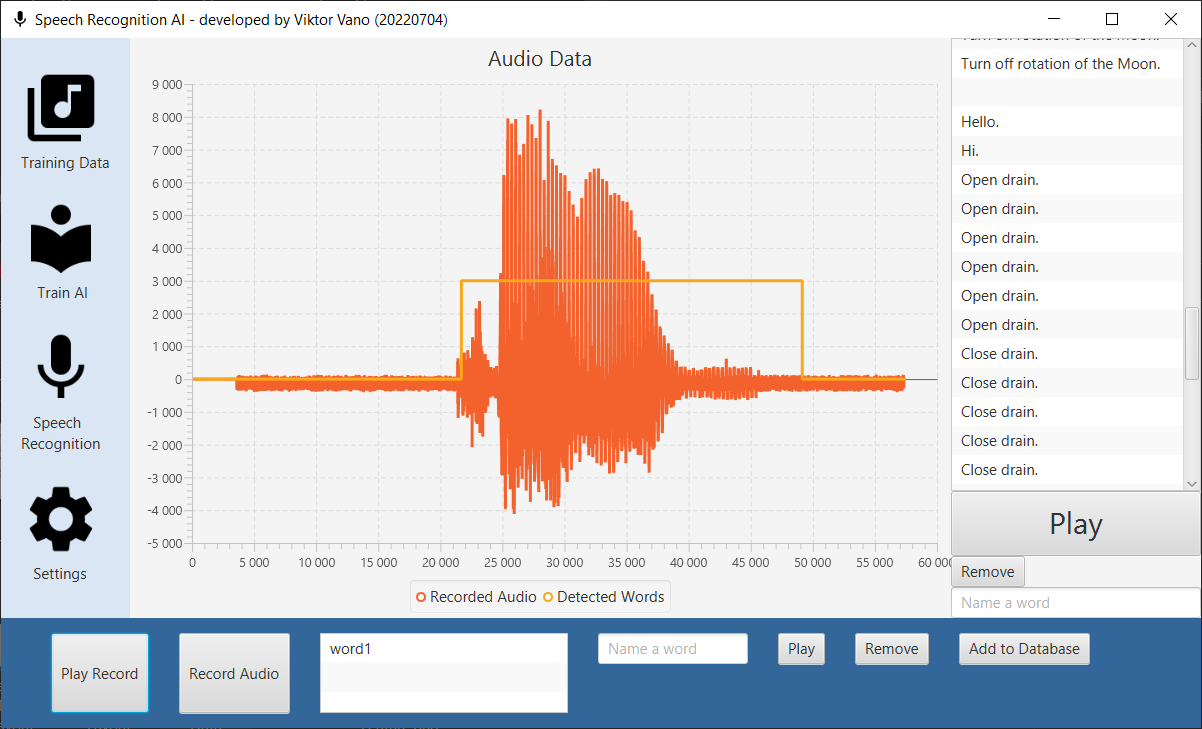 Speech Recognition AI - developed by Viktor Vano (20220704)
Training Data
Train AI
Speech
Recognition
Settings
Audio Data
9 000
8 000
7 000
6 000
5 000
4 000
3 000
2 000
1 000
0
-1 000
-2 000
-3 000
-4 000
-5 000
0
5 000
10 000
15 000
20 000
25 000
30 000
35 000
40 000
45 000
50 000
55 000
60 000
Recorded Audio
Detected Words
Turn off rotation of the Moon.
Hello.
Hi.
Open drain.
Open drain.
Open drain.
Open drain.
Open drain.
Open drain.
Close drain.
Close drain.
Close drain.
Close drain.
Close drain.
Play
Remove
Name a word
Play Record
Record Audio
word1
Name a word
Play
Remove
Add to Database